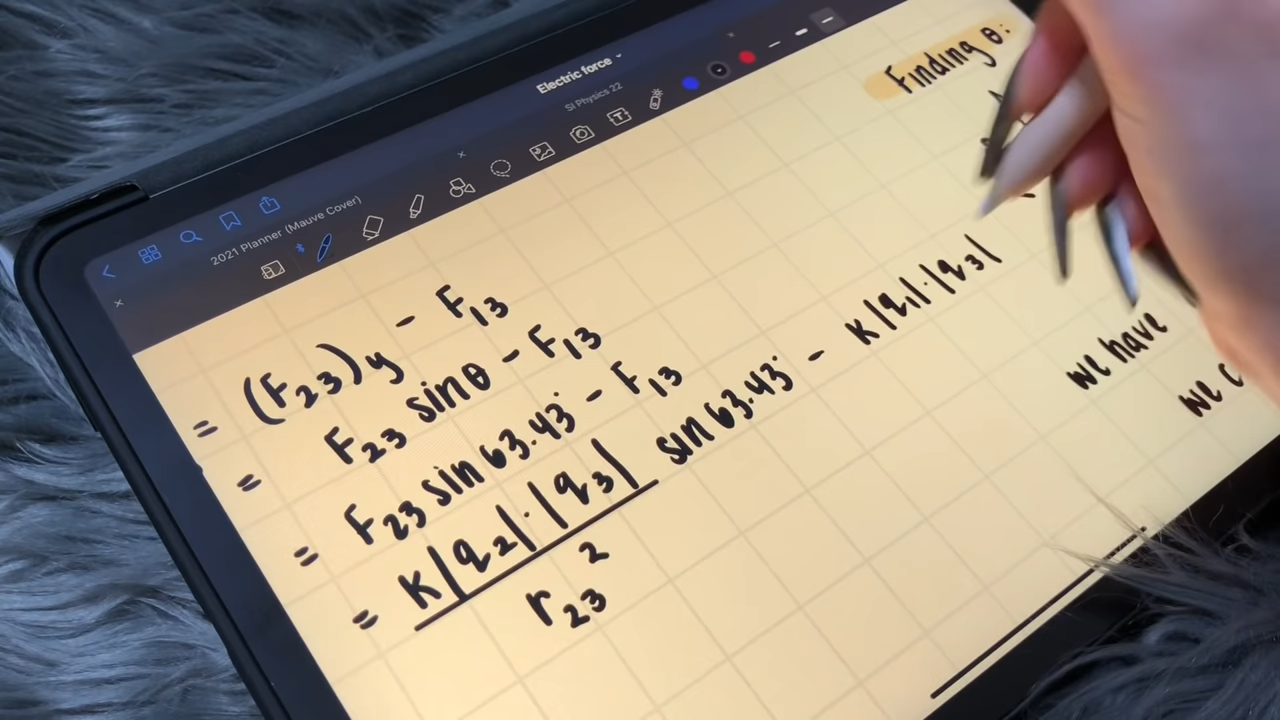 Electric force
SI Physics 22
2021 Planner (Mauve Cover)
Finding θ:
= (F₂₃)y - F₁₃
= F₂₃ sinθ - F₁₃
= F₂₃ sin 63.43° - F₁₃
= K|q₂|·|q₃| / r₂₃² sin 63.43° - K|q₁|·|q₃|
we have
we